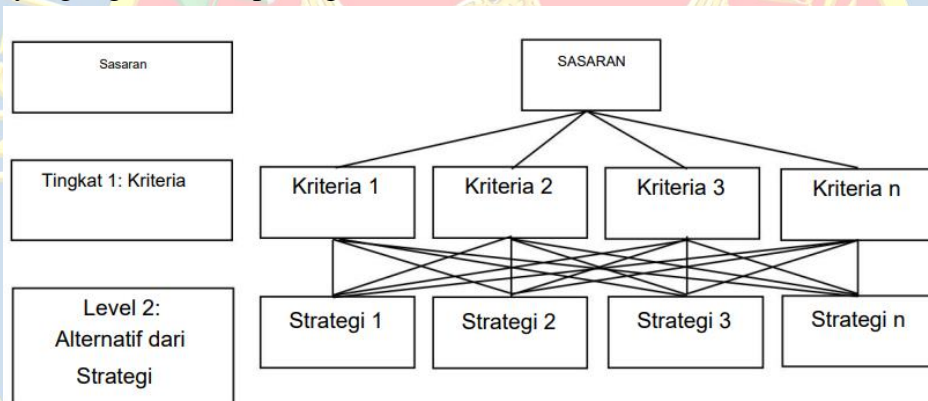 Sasaran
SASARAN
Tingkat 1: Kriteria
Kriteria 1
Kriteria 2
Kriteria 3
Kriteria n
Level 2:
Alternatif dari
Strategi
Strategi 1
Strategi 2
Strategi 3
Strategi n